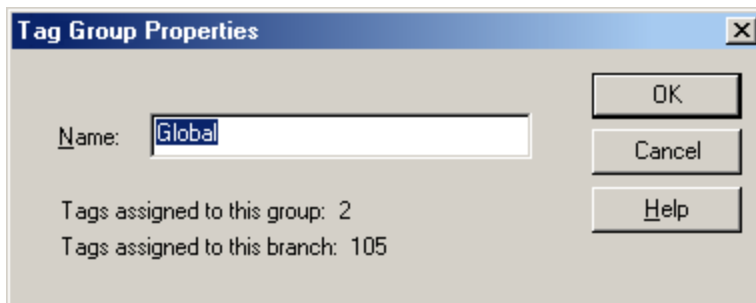 Tag Group Properties
OK
Name: Global
Cancel
Tags assigned to this group: 2
Help
Tags assigned to this branch: 105